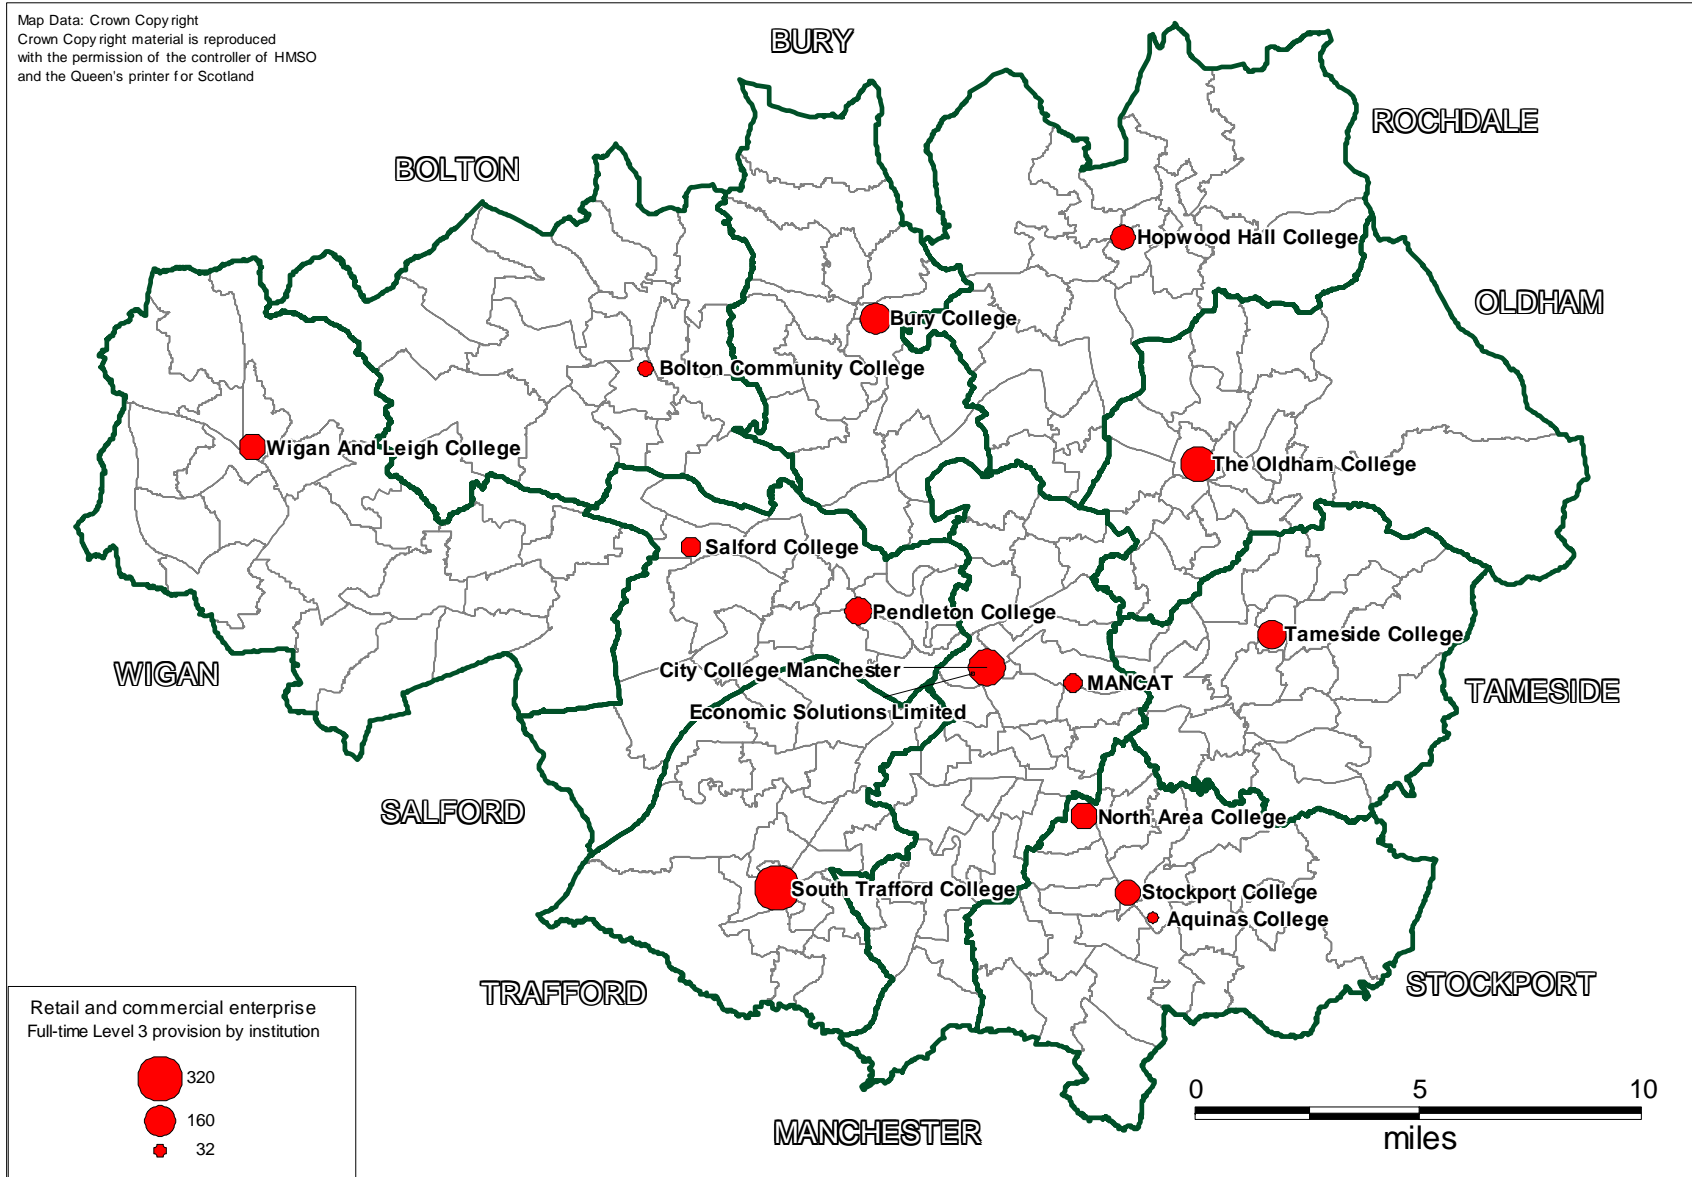 Map Data: Crown Copyright
Crown Copyright material is reproduced
with the permission of the controller of HMSO
and the Queen's printer for Scotland
BURY
ROCHDALE
BOLTON
Hopwood Hall College
OLDHAM
Bury College
Bolton Community College
Wigan And Leigh College
The Oldham College
Salford College
Pendleton College
Tameside College
City College Manchester
WIGAN
MANCAT
TAMESIDE
Economic Solutions Limited
SALFORD
North Area College
South Trafford College
Stockport College
Aquinas College
TRAFFORD
STOCKPORT
Retail and commercial enterprise
Full-time Level 3 provision by institution
320
160
32
0 5 10
miles
MANCHESTER